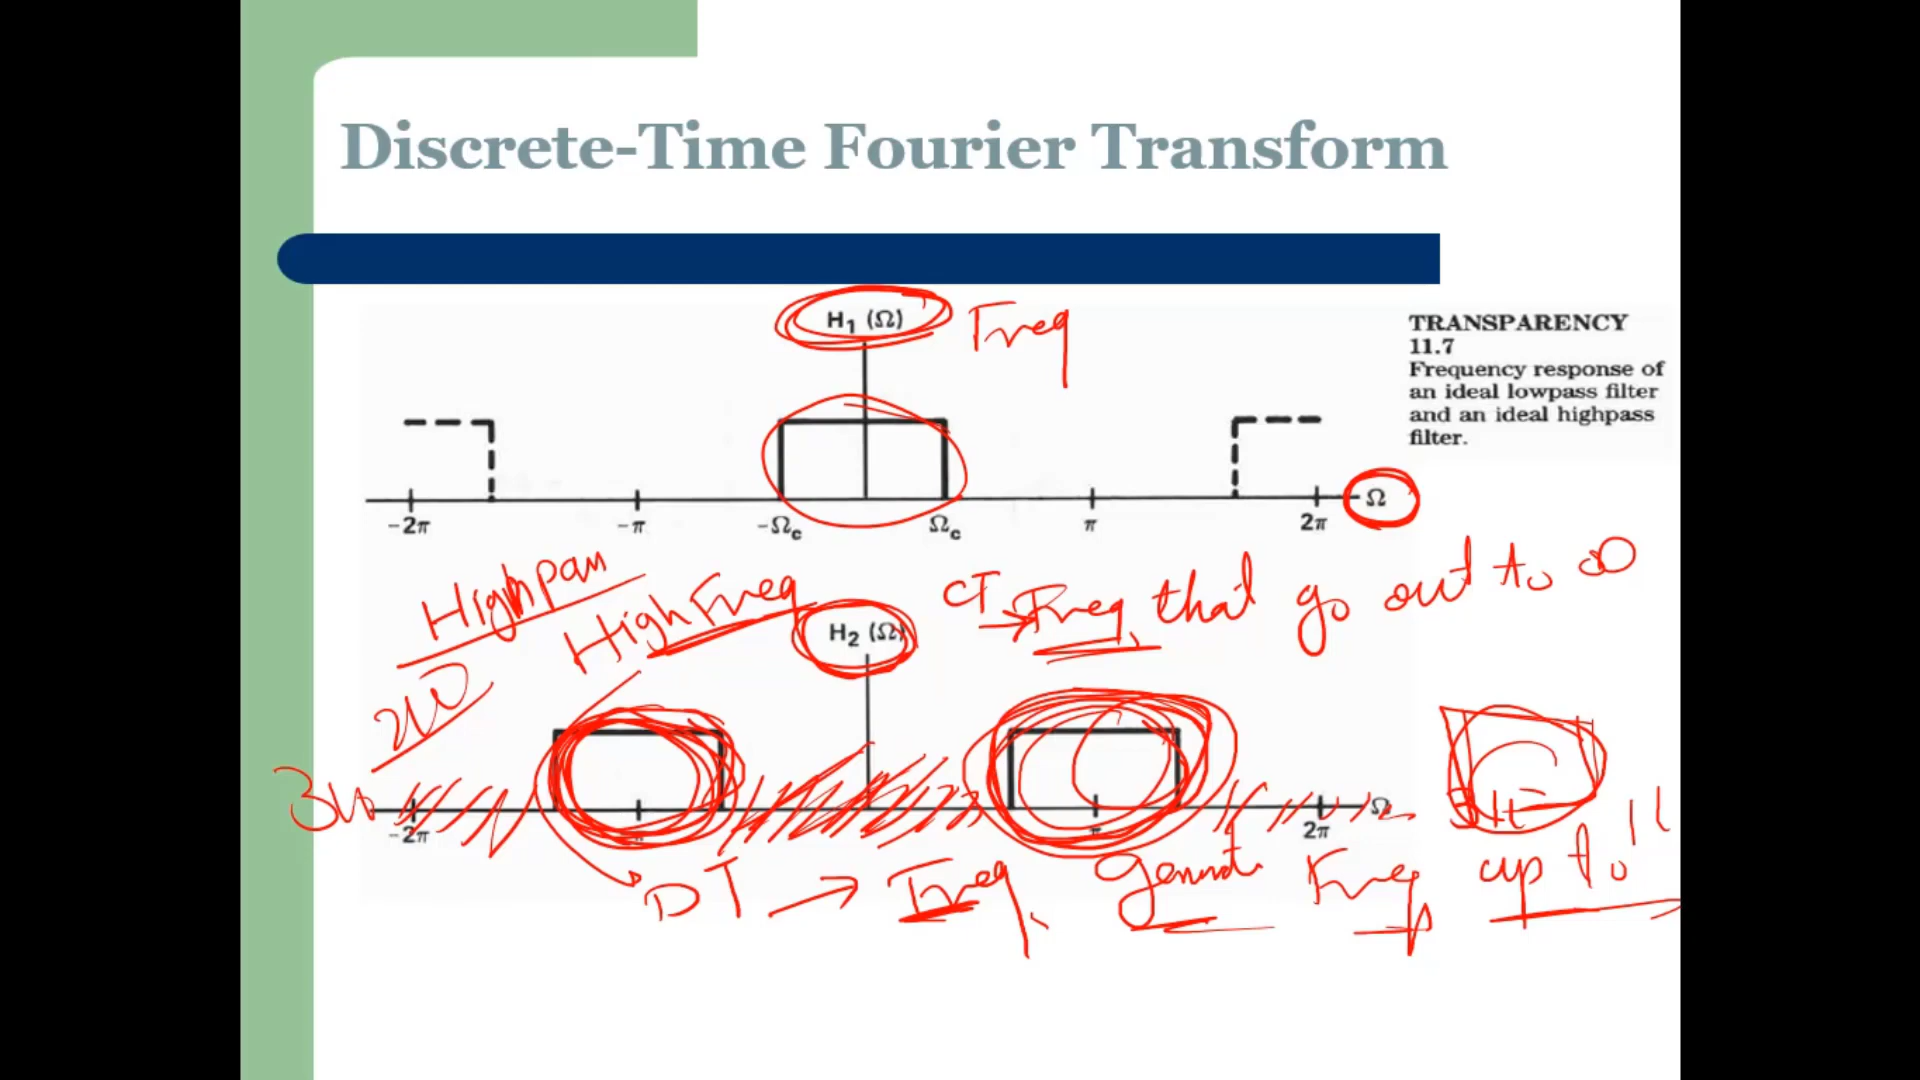 Discrete-Time Fourier Transform
H₁ (Ω) Freq
TRANSPARENCY
11.7
Frequency response of
an ideal lowpass filter
and an ideal highpass
filter.
-2π -π -Ωc Ωc π 2π Ω
Highpass
High Freq
CT → Freq, that go out to ∞
H₂ (Ω)
-2π π 2π Ω
DT → Freq, Freq up to